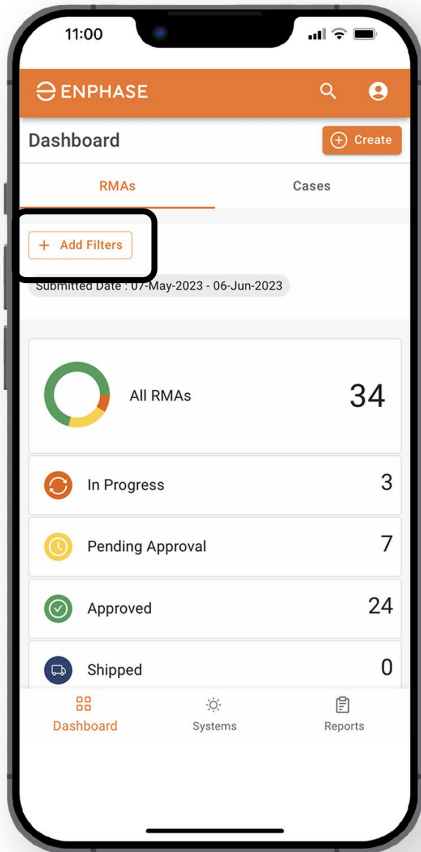 11:00
ENPHASE
Dashboard
Create
RMAs Cases
+ Add Filters
Submitted Date : 07-May-2023 - 06-Jun-2023
All RMAs 34
In Progress 3
Pending Approval 7
Approved 24
Shipped 0
Dashboard Systems Reports